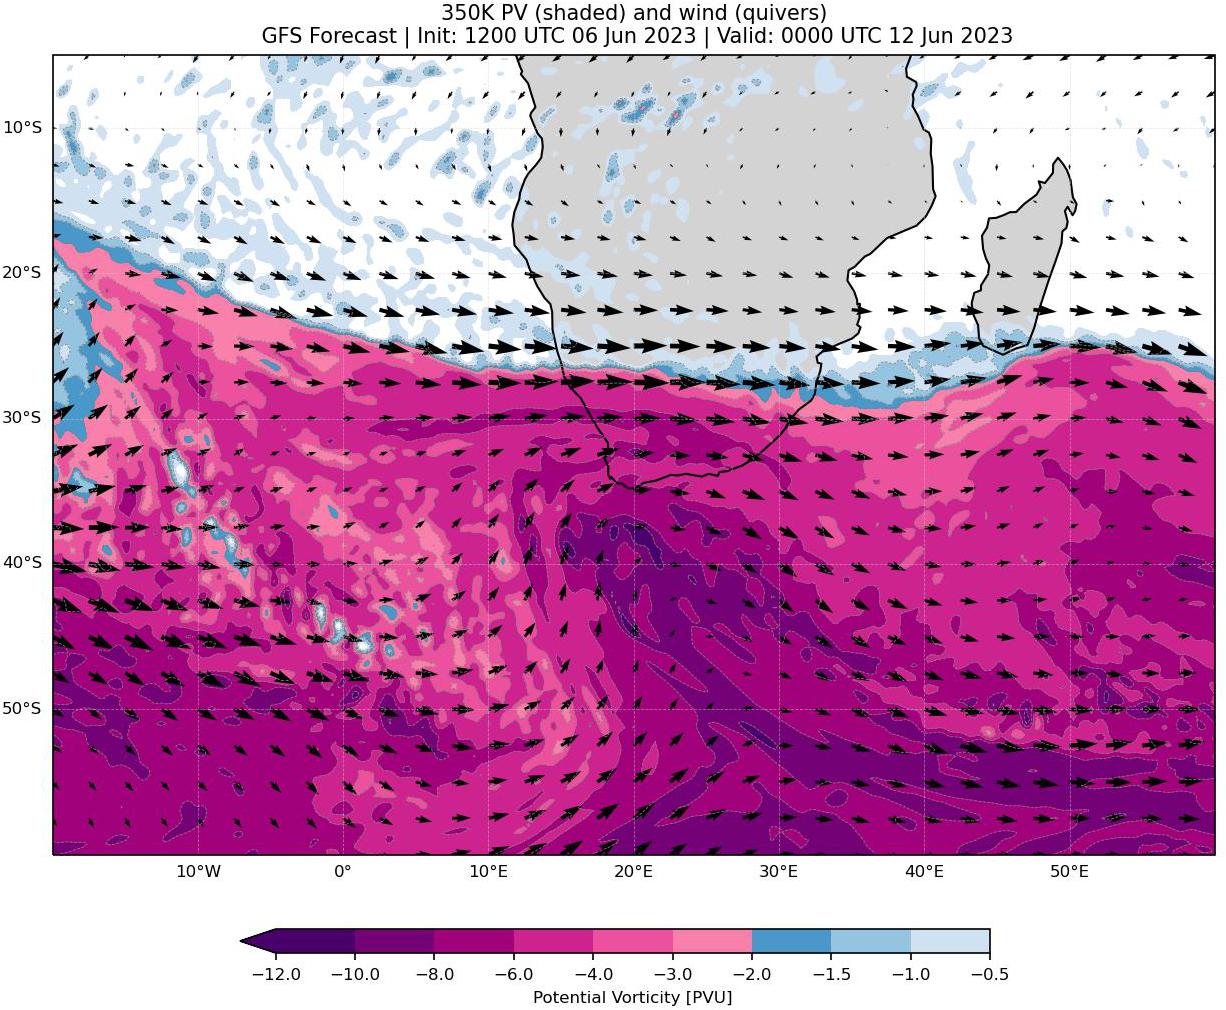 350K PV (shaded) and wind (quivers)
GFS Forecast | Init: 1200 UTC 06 Jun 2023 | Valid: 0000 UTC 12 Jun 2023
10°S
20°S
30°S
40°S
50°S
10°W 0° 10°E 20°E 30°E 40°E 50°E
−12.0 −10.0 −8.0 −6.0 −4.0 −3.0 −2.0 −1.5 −1.0 −0.5
Potential Vorticity [PVU]